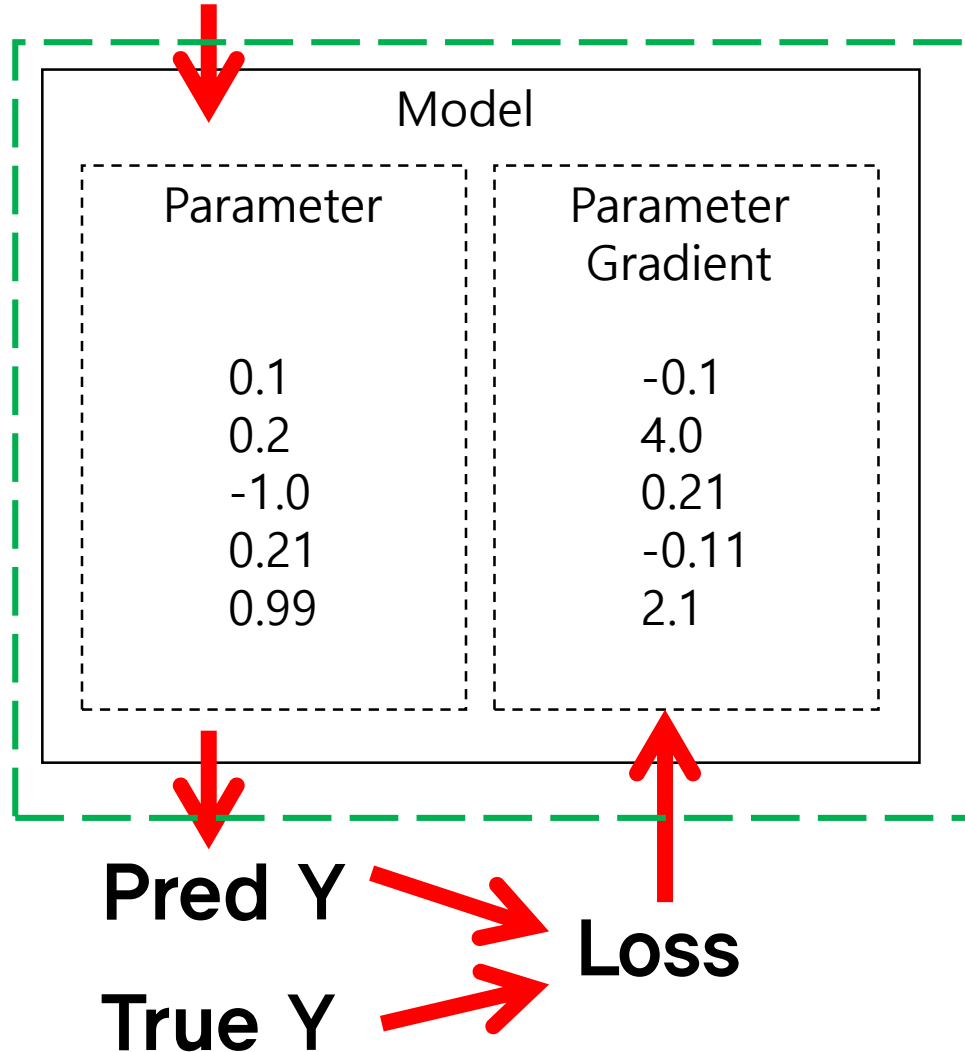 Model
Parameter
0.1
0.2
-1.0
0.21
0.99
Parameter
Gradient
-0.1
4.0
0.21
-0.11
2.1
Pred Y
True Y
Loss